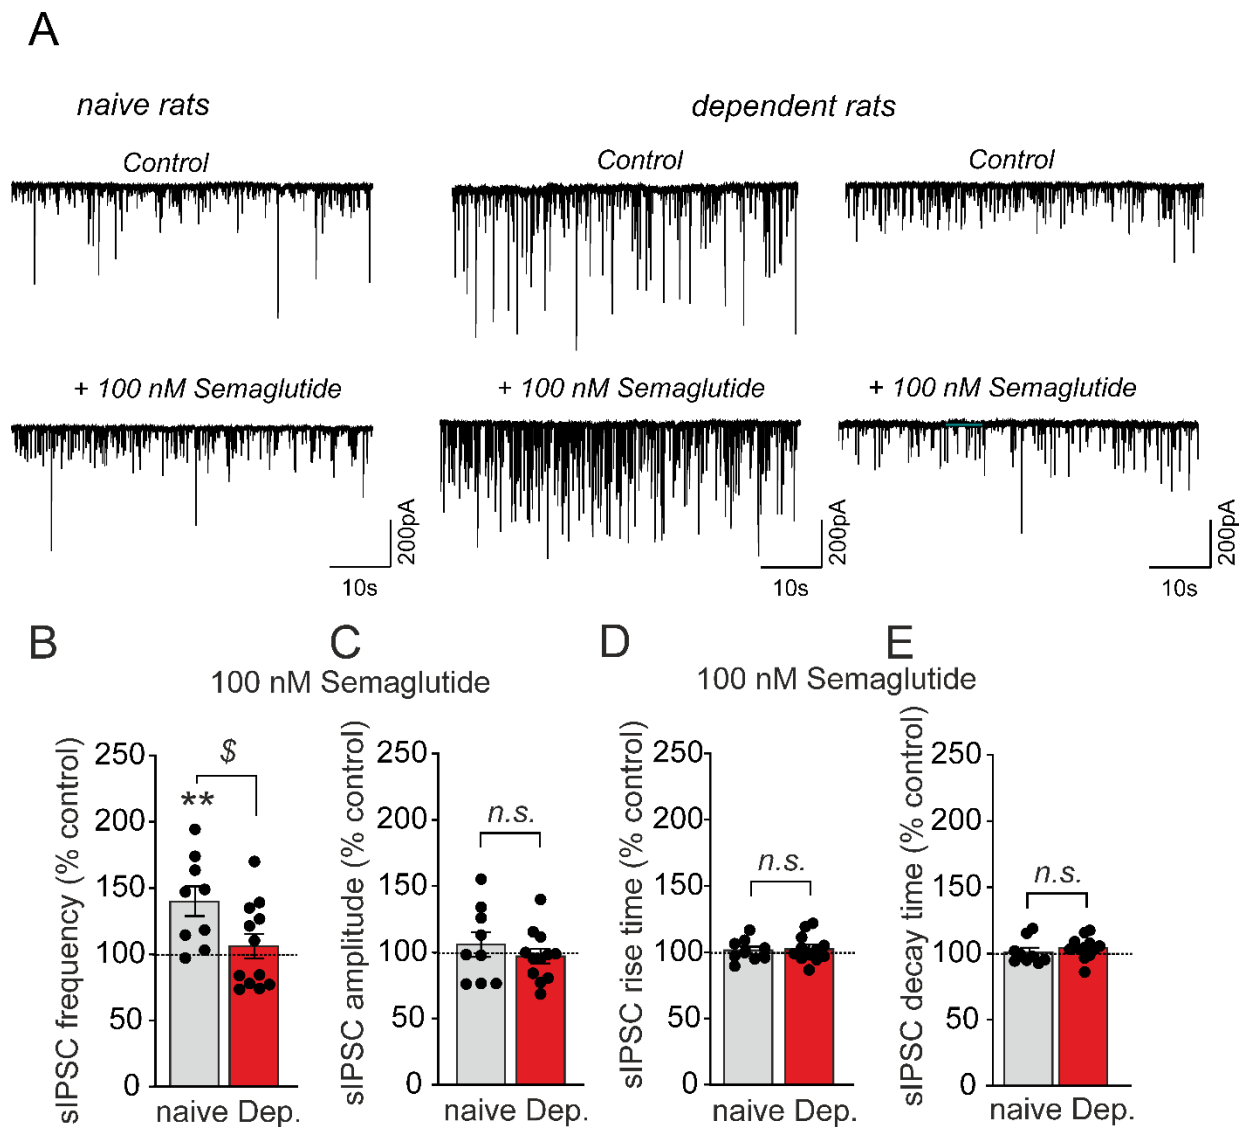 A
naive rats
dependent rats
Control
Control
Control
+ 100 nM Semaglutide
+ 100 nM Semaglutide
+ 100 nM Semaglutide
200pA
10s
200pA
10s
200pA
10s
B
C
D
E
100 nM Semaglutide
100 nM Semaglutide
sIPSC frequency (% control)
250
200
150
100
50
0
$
**
naive Dep.
sIPSC amplitude (% control)
250
200
150
100
50
0
n.s.
naive Dep.
sIPSC rise time (% control)
250
200
150
100
50
0
n.s.
naive Dep.
sIPSC decay time (% control)
250
200
150
100
50
0
n.s.
naive Dep.